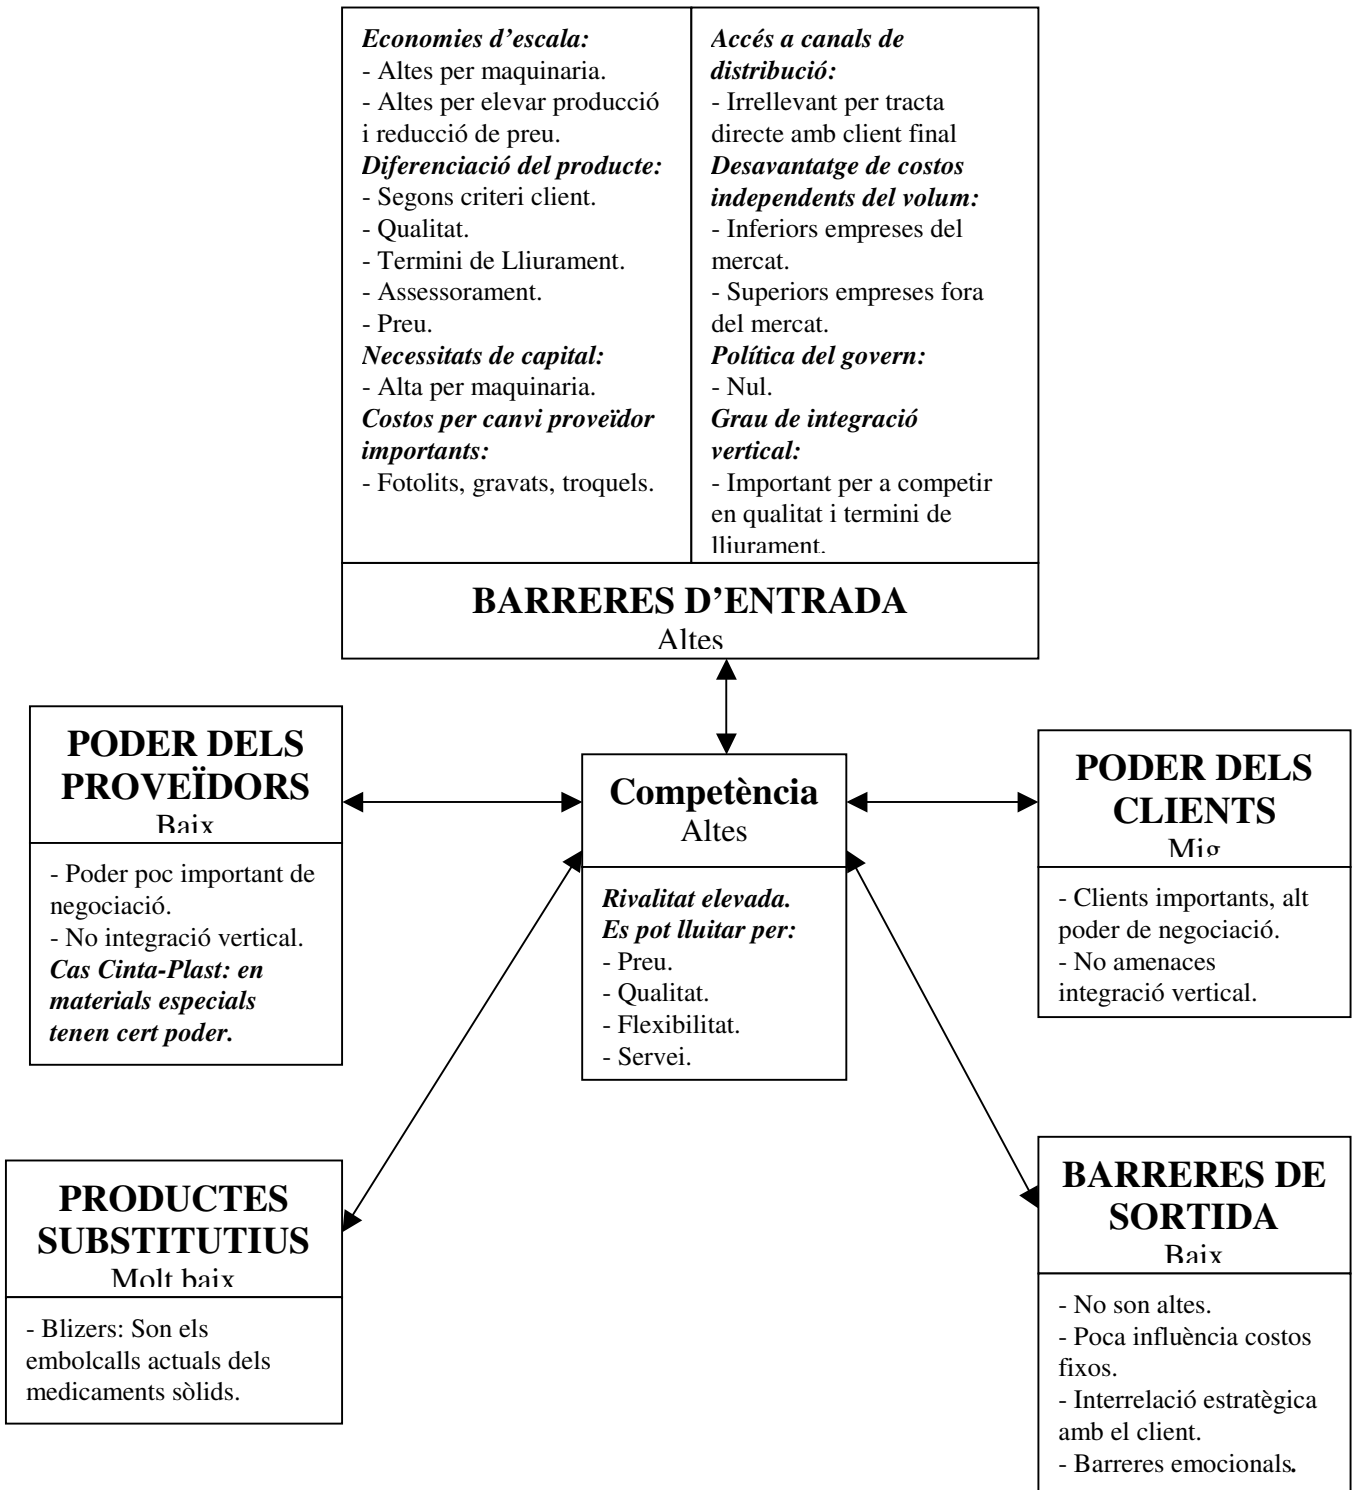 Economies d’escala:
- Altes per maquinaria.
- Altes per elevar producció
i reducció de preu.
Diferenciació del producte:
- Segons criteri client.
- Qualitat.
- Termini de Lliurament.
- Assessorament.
- Preu.
Necessitats de capital:
- Alta per maquinaria.
Costos per canvi proveïdor
importants:
- Fotolits, gravats, troquels.
Accés a canals de
distribució:
- Irrellevant per tracta
directe amb client final
Desavantatge de costos
independents del volum:
- Inferiors empreses del
mercat.
- Superiors empreses fora
del mercat.
Política del govern:
- Nul.
Grau de integració
vertical:
- Important per a competir
en qualitat i termini de
lliurament.
BARRERES D’ENTRADA
Altes
PODER DELS
PROVEÏDORS
Baix
- Poder poc important de
negociació.
- No integració vertical.
Cas Cinta-Plast: en
materials especials
tenen cert poder.
Competència
Altes
Rivalitat elevada.
Es pot lluitar per:
- Preu.
- Qualitat.
- Flexibilitat.
- Servei.
PODER DELS
CLIENTS
Mig
- Clients importants, alt
poder de negociació.
- No amenaces
integració vertical.
PRODUCTES
SUBSTITUTIUS
Molt baix
- Blizers: Son els
embolcalls actuals dels
medicaments sòlids.
BARRERES DE
SORTIDA
Baix
- No son altes.
- Poca influència costos
fixos.
- Interrelació estratègica
amb el client.
- Barreres emocionals.